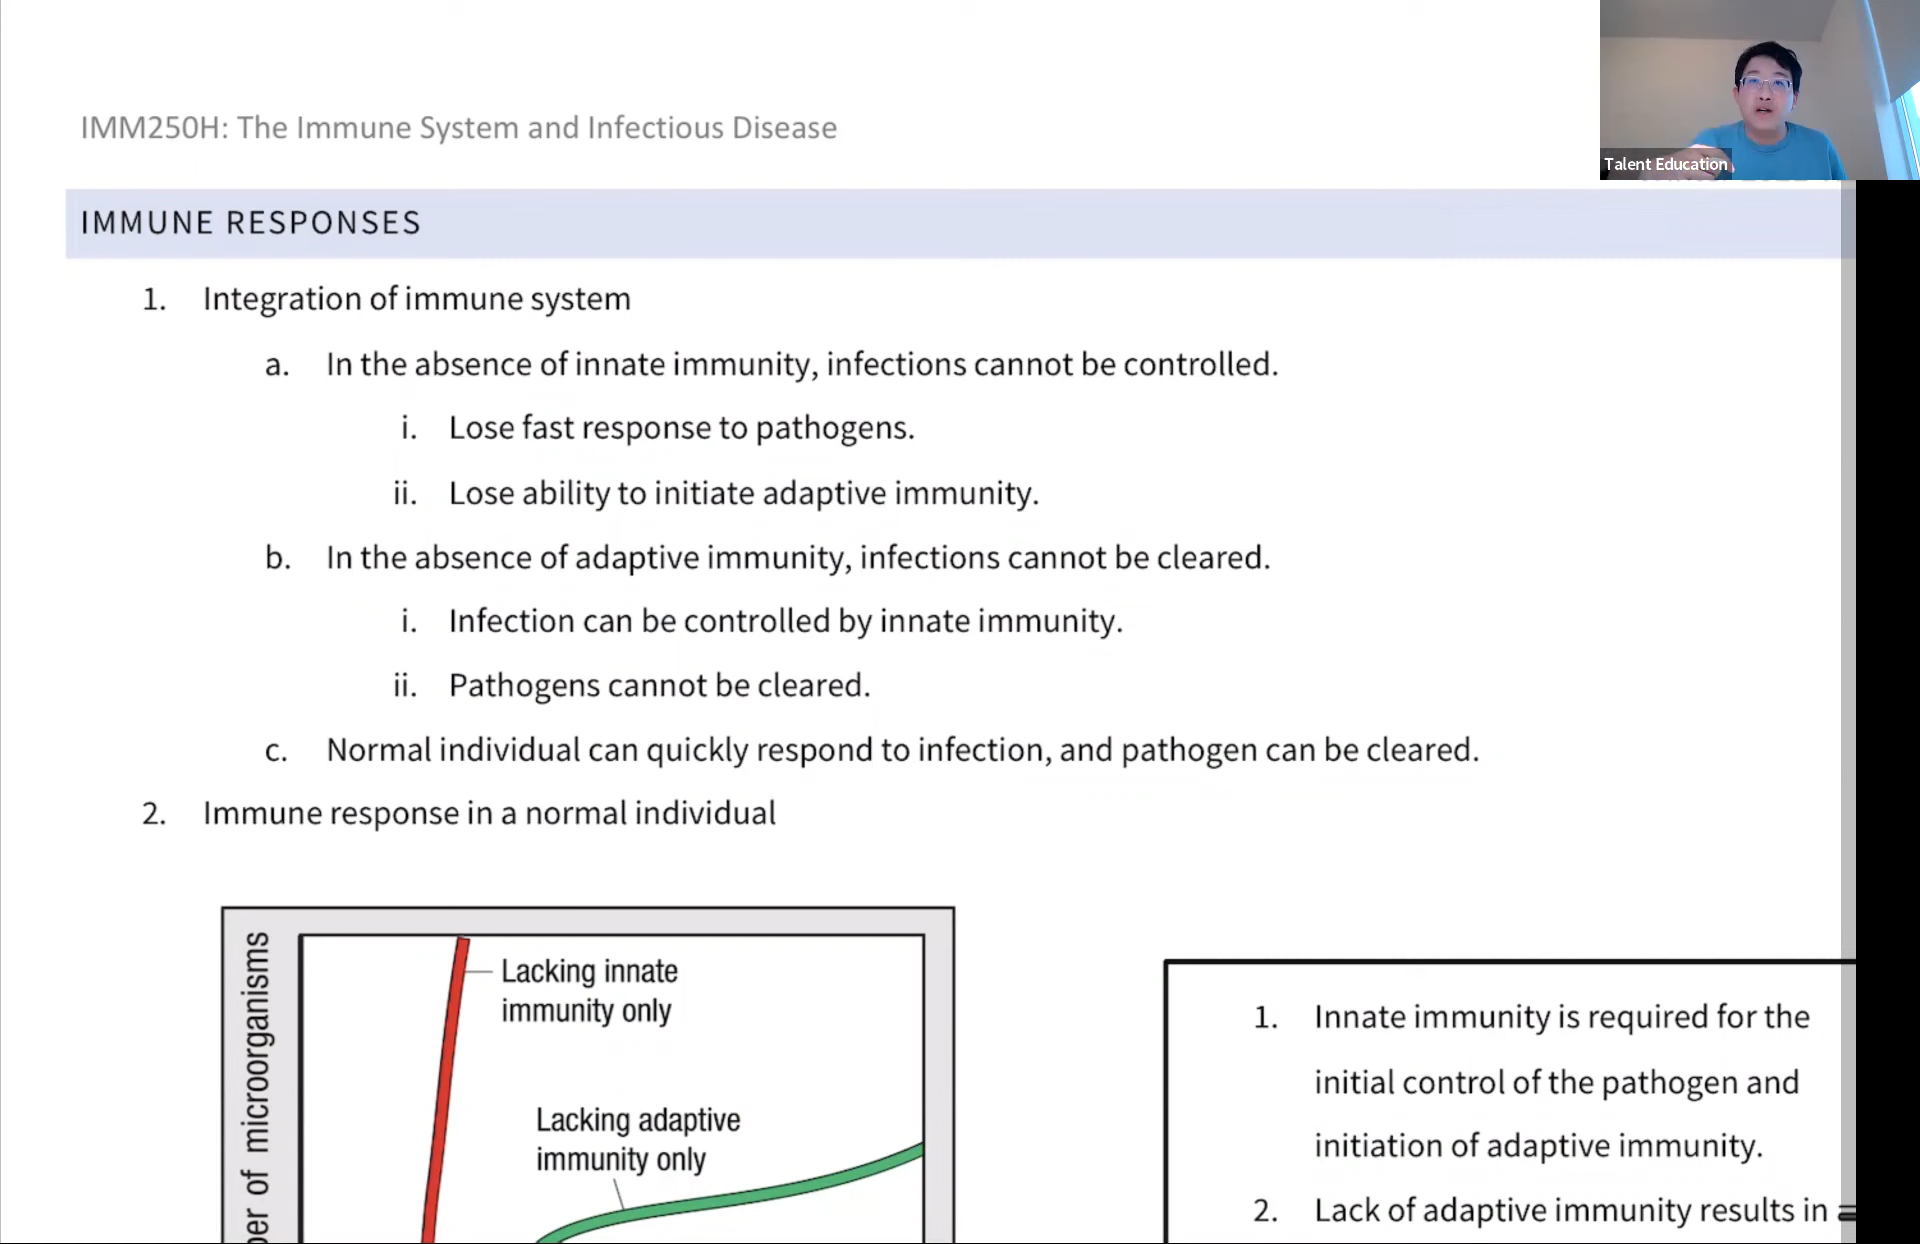 Talent Education
IMM250H: The Immune System and Infectious Disease
IMMUNE RESPONSES
1. Integration of immune system
a. In the absence of innate immunity, infections cannot be controlled.
i. Lose fast response to pathogens.
ii. Lose ability to initiate adaptive immunity.
b. In the absence of adaptive immunity, infections cannot be cleared.
i. Infection can be controlled by innate immunity.
ii. Pathogens cannot be cleared.
c. Normal individual can quickly respond to infection, and pathogen can be cleared.
2. Immune response in a normal individual
of microorganisms
Lacking innate
immunity only
Lacking adaptive
immunity only
1. Innate immunity is required for the
initial control of the pathogen and
initiation of adaptive immunity.
2. Lack of adaptive immunity results in